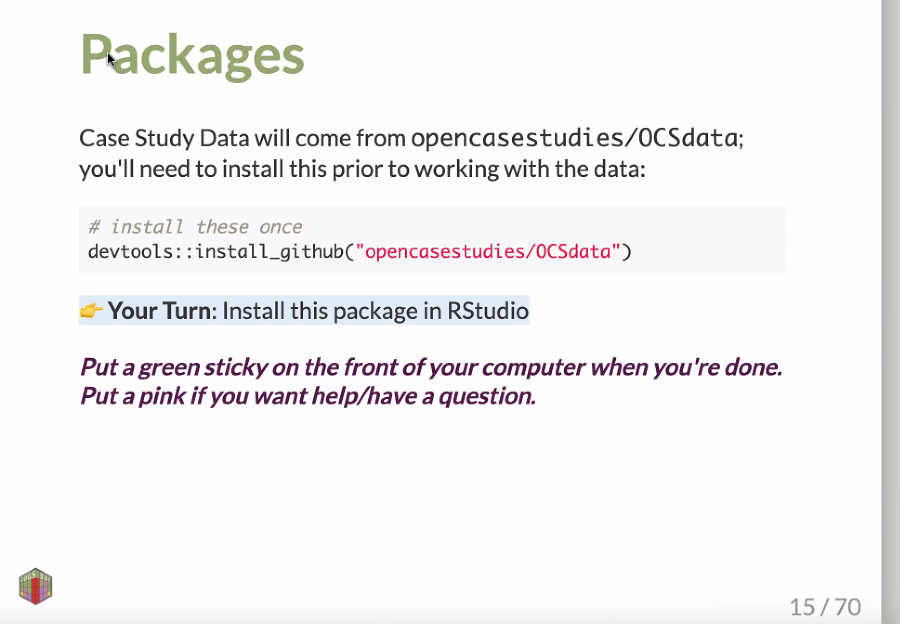 Packages
Case Study Data will come from opencasestudies/OCSdata;
you'll need to install this prior to working with the data:
# install these once
devtools::install_github("opencasestudies/OCSdata")
👉 Your Turn: Install this package in RStudio
Put a green sticky on the front of your computer when you're done.
Put a pink if you want help/have a question.
15 / 70